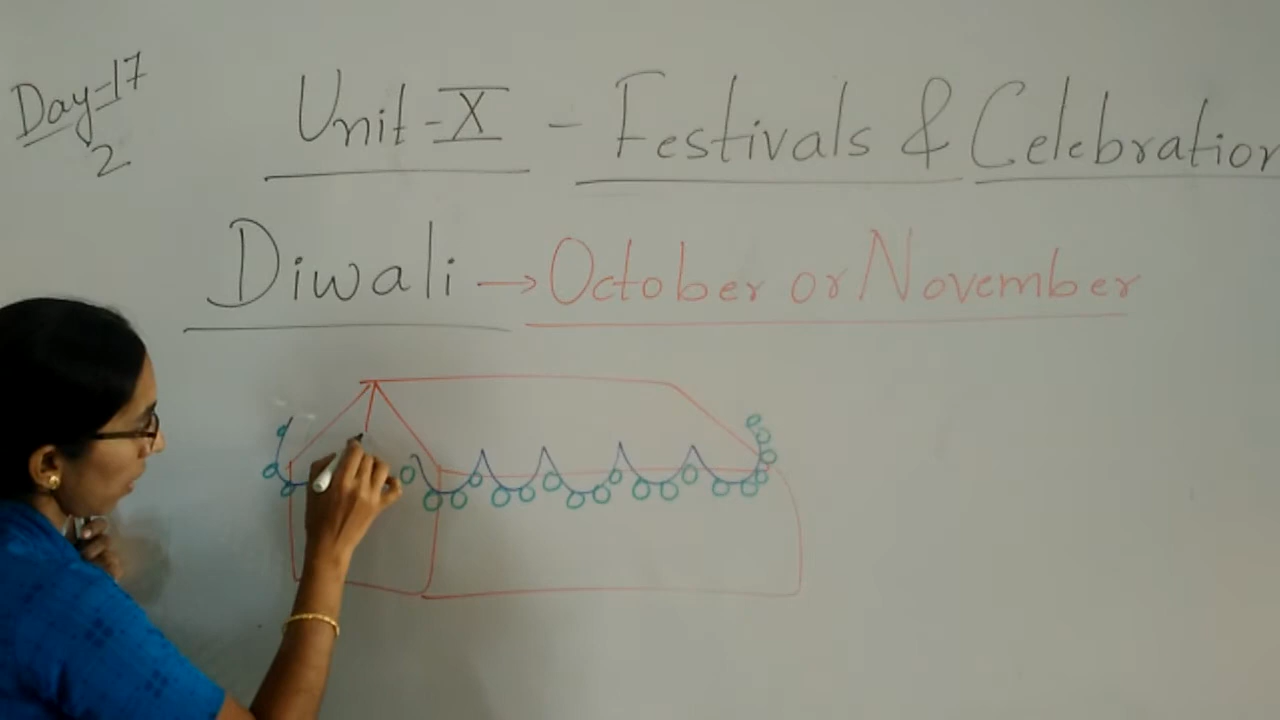 Day-17
2
Unit-X - Festivals & Celebration
Diwali → October or November